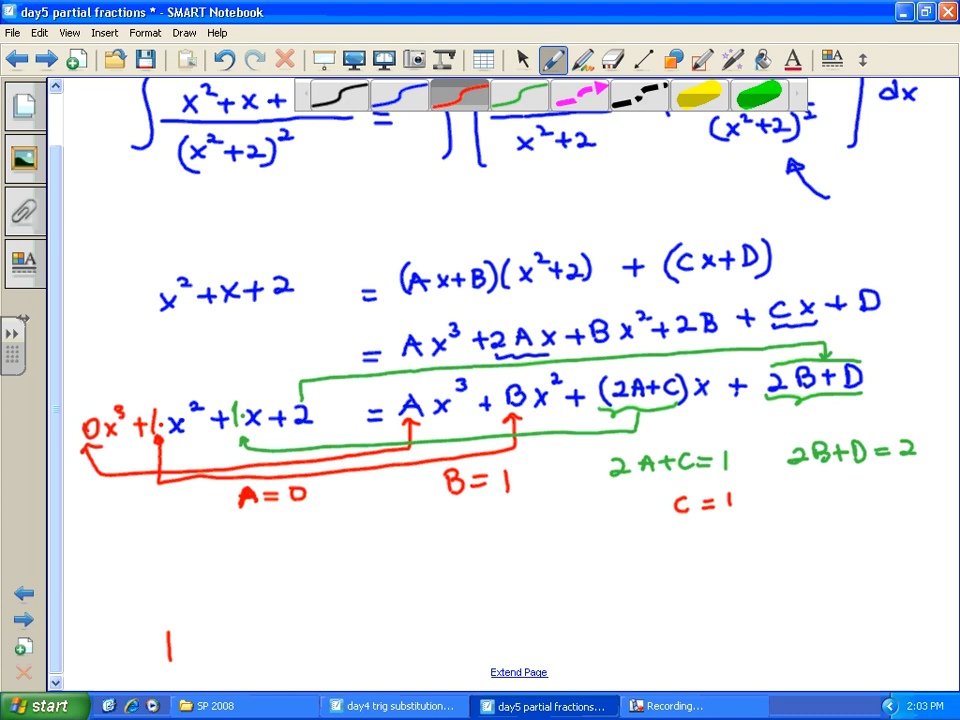 day5 partial fractions * - SMART Notebook
File Edit View Insert Format Draw Help
∫ x² + x + / (x² + 2)² = ∫ [ / x² + 2 (x² + 2)² ] dx
x² + x + 2 = (Ax + B)(x² + 2) + (Cx + D)
= Ax³ + 2Ax + Bx² + 2B + Cx + D
0x³ + 1·x² + 1·x + 2 = Ax³ + Bx² + (2A+C)x + 2B+D
A = 0 B = 1 2A+C = 1 2B+D = 2
C = 1
Extend Page
start SP 2008 day4 trig substitution... day5 partial fractions... Recording... 2:03 PM